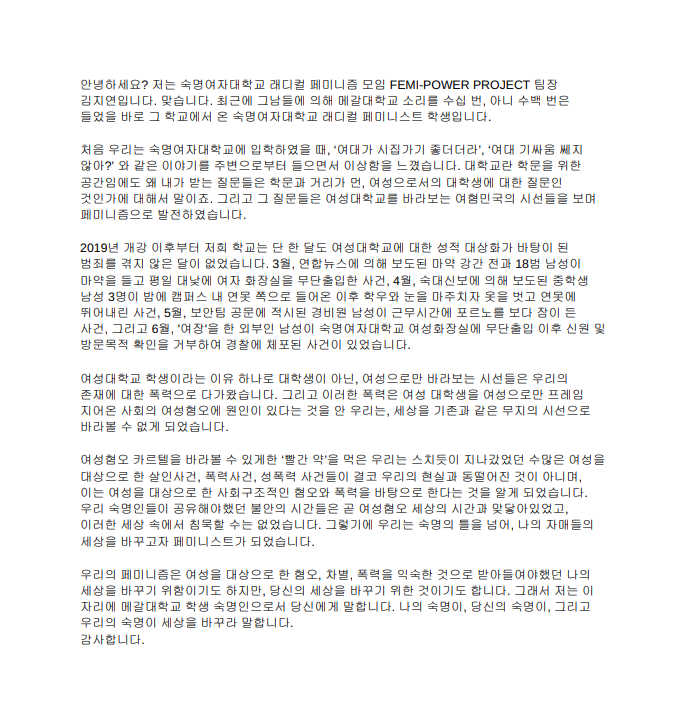 안녕하세요? 저는 숙명여자대학교 래디컬 페미니즘 모임 FEMI-POWER PROJECT 팀장
김지연입니다. 맞습니다. 최근에 그남들에 의해 메갈대학교 소리를 수십 번, 아니 수백 번은
들었을 바로 그 학교에서 온 숙명여자대학교 래디컬 페미니스트 학생입니다.
처음 우리는 숙명여자대학교에 입학하였을 때, '여대가 시집가기 좋더더라', '여대 기싸움 쎄지
않아?' 와 같은 이야기를 주변으로부터 들으면서 이상함을 느꼈습니다. 대학교란 학문을 위한
공간임에도 왜 내가 받는 질문들은 학문과 거리가 먼, 여성으로서의 대학생에 대한 질문인
것인가에 대해서 말이죠. 그리고 그 질문들은 여성대학교를 바라보는 여혐민국의 시선들을 보며
페미니즘으로 발전하였습니다.
2019년 개강 이후부터 저희 학교는 단 한 달도 여성대학교에 대한 성적 대상화가 바탕이 된
범죄를 겪지 않은 달이 없었습니다. 3월, 연합뉴스에 의해 보도된 마약 강간 전과 18범 남성이
마약을 들고 평일 대낮에 여자 화장실을 무단출입한 사건, 4월, 숙대신보에 의해 보도된 중학생
남성 3명이 밤에 캠퍼스 내 연못 쪽으로 들어온 이후 학우와 눈을 마주치자 옷을 벗고 연못에
뛰어내린 사건, 5월, 보안팀 공문에 적시된 경비원 남성이 근무시간에 포르노를 보다 잠이 든
사건, 그리고 6월, '여장'을 한 외부인 남성이 숙명여자대학교 여성화장실에 무단출입 이후 신원 및
방문목적 확인을 거부하여 경찰에 체포된 사건이 있었습니다.
여성대학교 학생이라는 이유 하나로 대학생이 아닌, 여성으로만 바라보는 시선들은 우리의
존재에 대한 폭력으로 다가왔습니다. 그리고 이러한 폭력은 여성 대학생을 여성으로만 프레임
지어온 사회의 여성혐오에 원인이 있다는 것을 안 우리는, 세상을 기존과 같은 무지의 시선으로
바라볼 수 없게 되었습니다.
여성혐오 카르텔을 바라볼 수 있게한 '빨간 약'을 먹은 우리는 스치듯이 지나갔었던 수많은 여성을
대상으로 한 살인사건, 폭력사건, 성폭력 사건들이 결코 우리의 현실과 동떨어진 것이 아니며,
이는 여성을 대상으로 한 사회구조적인 혐오와 폭력을 바탕으로 한다는 것을 알게 되었습니다.
우리 숙명인들이 공유해야했던 불안의 시간들은 곧 여성혐오 세상의 시간과 맞닿아있었고,
이러한 세상 속에서 침묵할 수는 없었습니다. 그렇기에 우리는 숙명의 틀을 넘어, 나의 자매들의
세상을 바꾸고자 페미니스트가 되었습니다.
우리의 페미니즘은 여성을 대상으로 한 혐오, 차별, 폭력을 익숙한 것으로 받아들여야했던 나의
세상을 바꾸기 위함이기도 하지만, 당신의 세상을 바꾸기 위한 것이기도 합니다. 그래서 저는 이
자리에 메갈대학교 학생 숙명인으로서 당신에게 말합니다. 나의 숙명이, 당신의 숙명이, 그리고
우리의 숙명이 세상을 바꾸라 말합니다.
감사합니다.